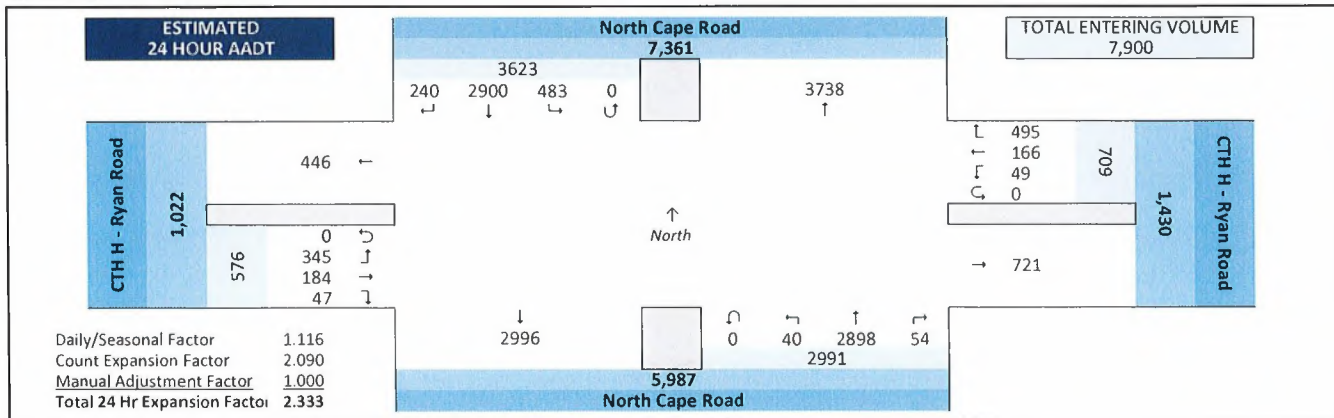 ESTIMATED
24 HOUR AADT
North Cape Road
7,361
TOTAL ENTERING VOLUME
7,900
3623
240 2900 483 0
↵ ↓ ↳ ↺
3738
↑
CTH H - Ryan Road
1,022
446 ←
576
0
345
184 →
47
495
← 166
49
0
709
1,430
CTH H - Ryan Road
→ 721
↑
North
↓
2996
0 40 2898 54
2991
5,987
North Cape Road
Daily/Seasonal Factor 1.116
Count Expansion Factor 2.090
Manual Adjustment Factor 1.000
Total 24 Hr Expansion Factor 2.333